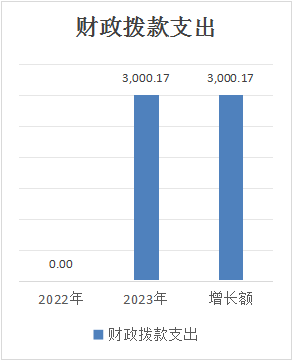 财政拨款支出
3,000.17
3,000.17
0.00
2022年
2023年
增长额
财政拨款支出